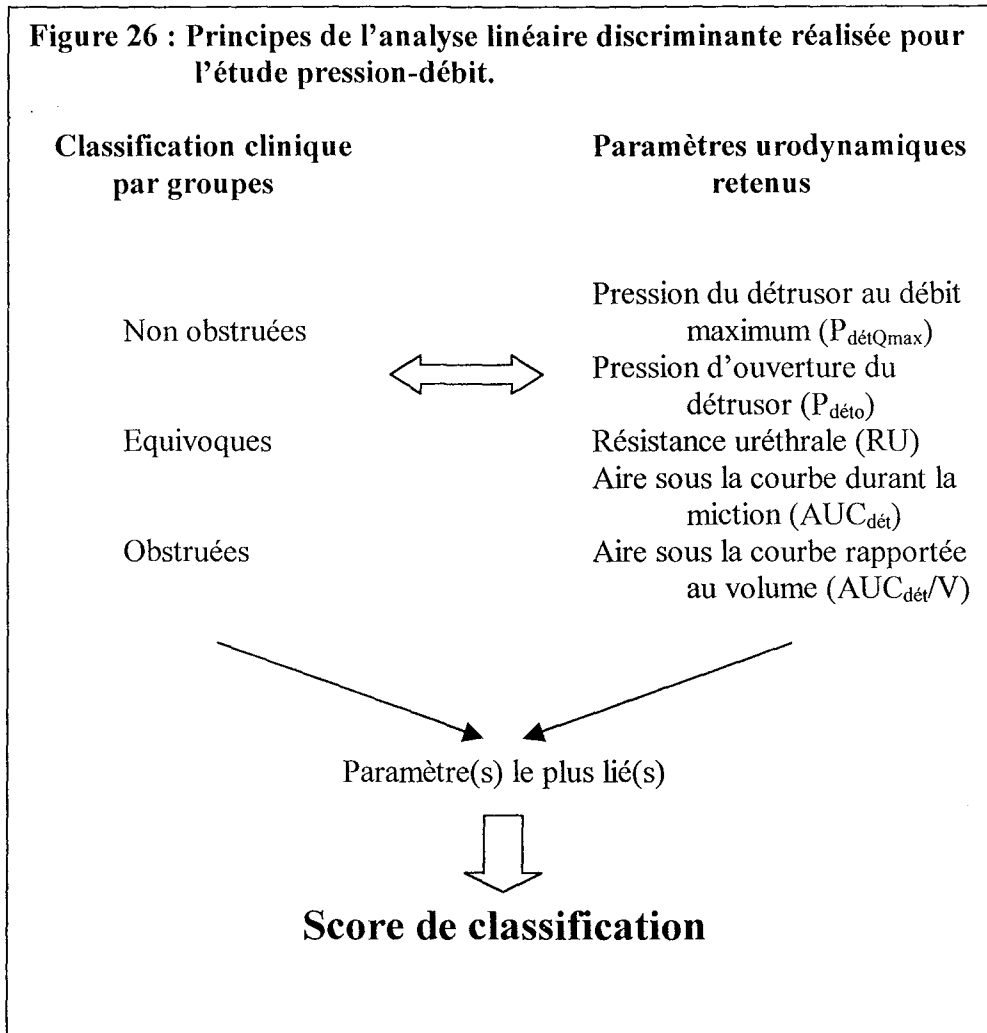 Figure 26 : Principes de l'analyse linéaire discriminante réalisée pour
l'étude pression-débit.
Classification clinique
par groupes
Paramètres urodynamiques
retenus
Non obstruées
Equivoques
Obstruées
Pression du détrusor au débit
maximum (PdétQmax)
Pression d'ouverture du
détrusor (Pdéto)
Résistance uréthrale (RU)
Aire sous la courbe durant la
miction (AUCdét)
Aire sous la courbe rapportée
au volume (AUCdét/V)
Paramètre(s) le plus lié(s)
Score de classification